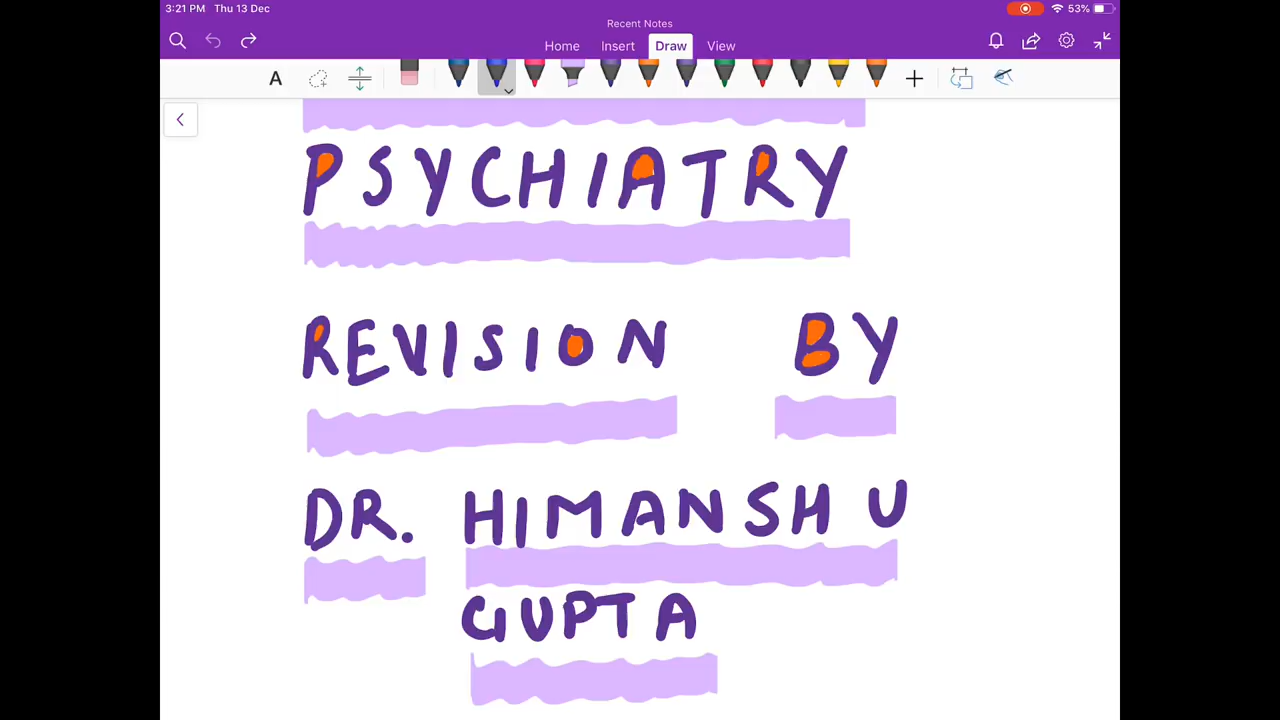 3:21 PM Thu 13 Dec
53%
Recent Notes
Home Insert Draw View
A
PSYCHIATRY
REVISION BY
DR. HIMANSHU
GUPTA